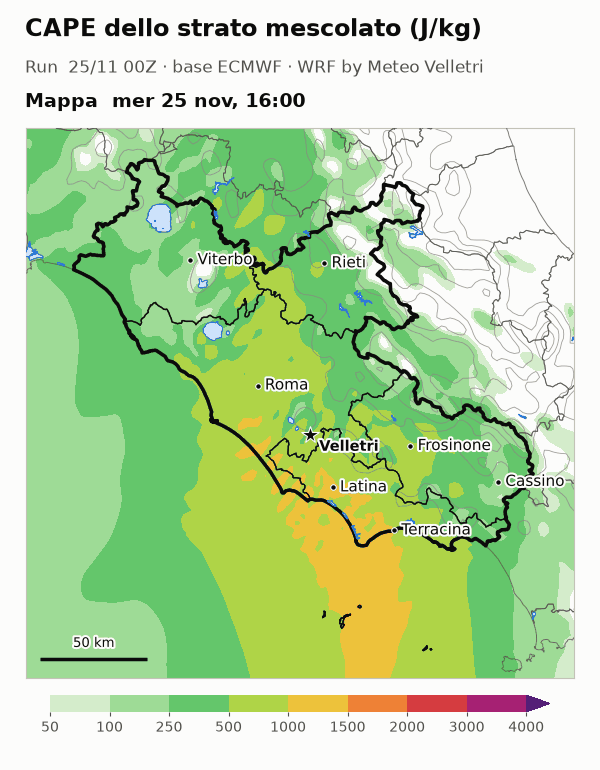 CAPE dello strato mescolato (J/kg)
Run  25/11 00Z · base ECMWF · WRF by Meteo Velletri
Mappa  mer 25 nov, 16:00
Viterbo
Rieti
Roma
Velletri
Frosinone
Cassino
Latina
Terracina
50 km
50 100 250 500 1000 1500 2000 3000 4000